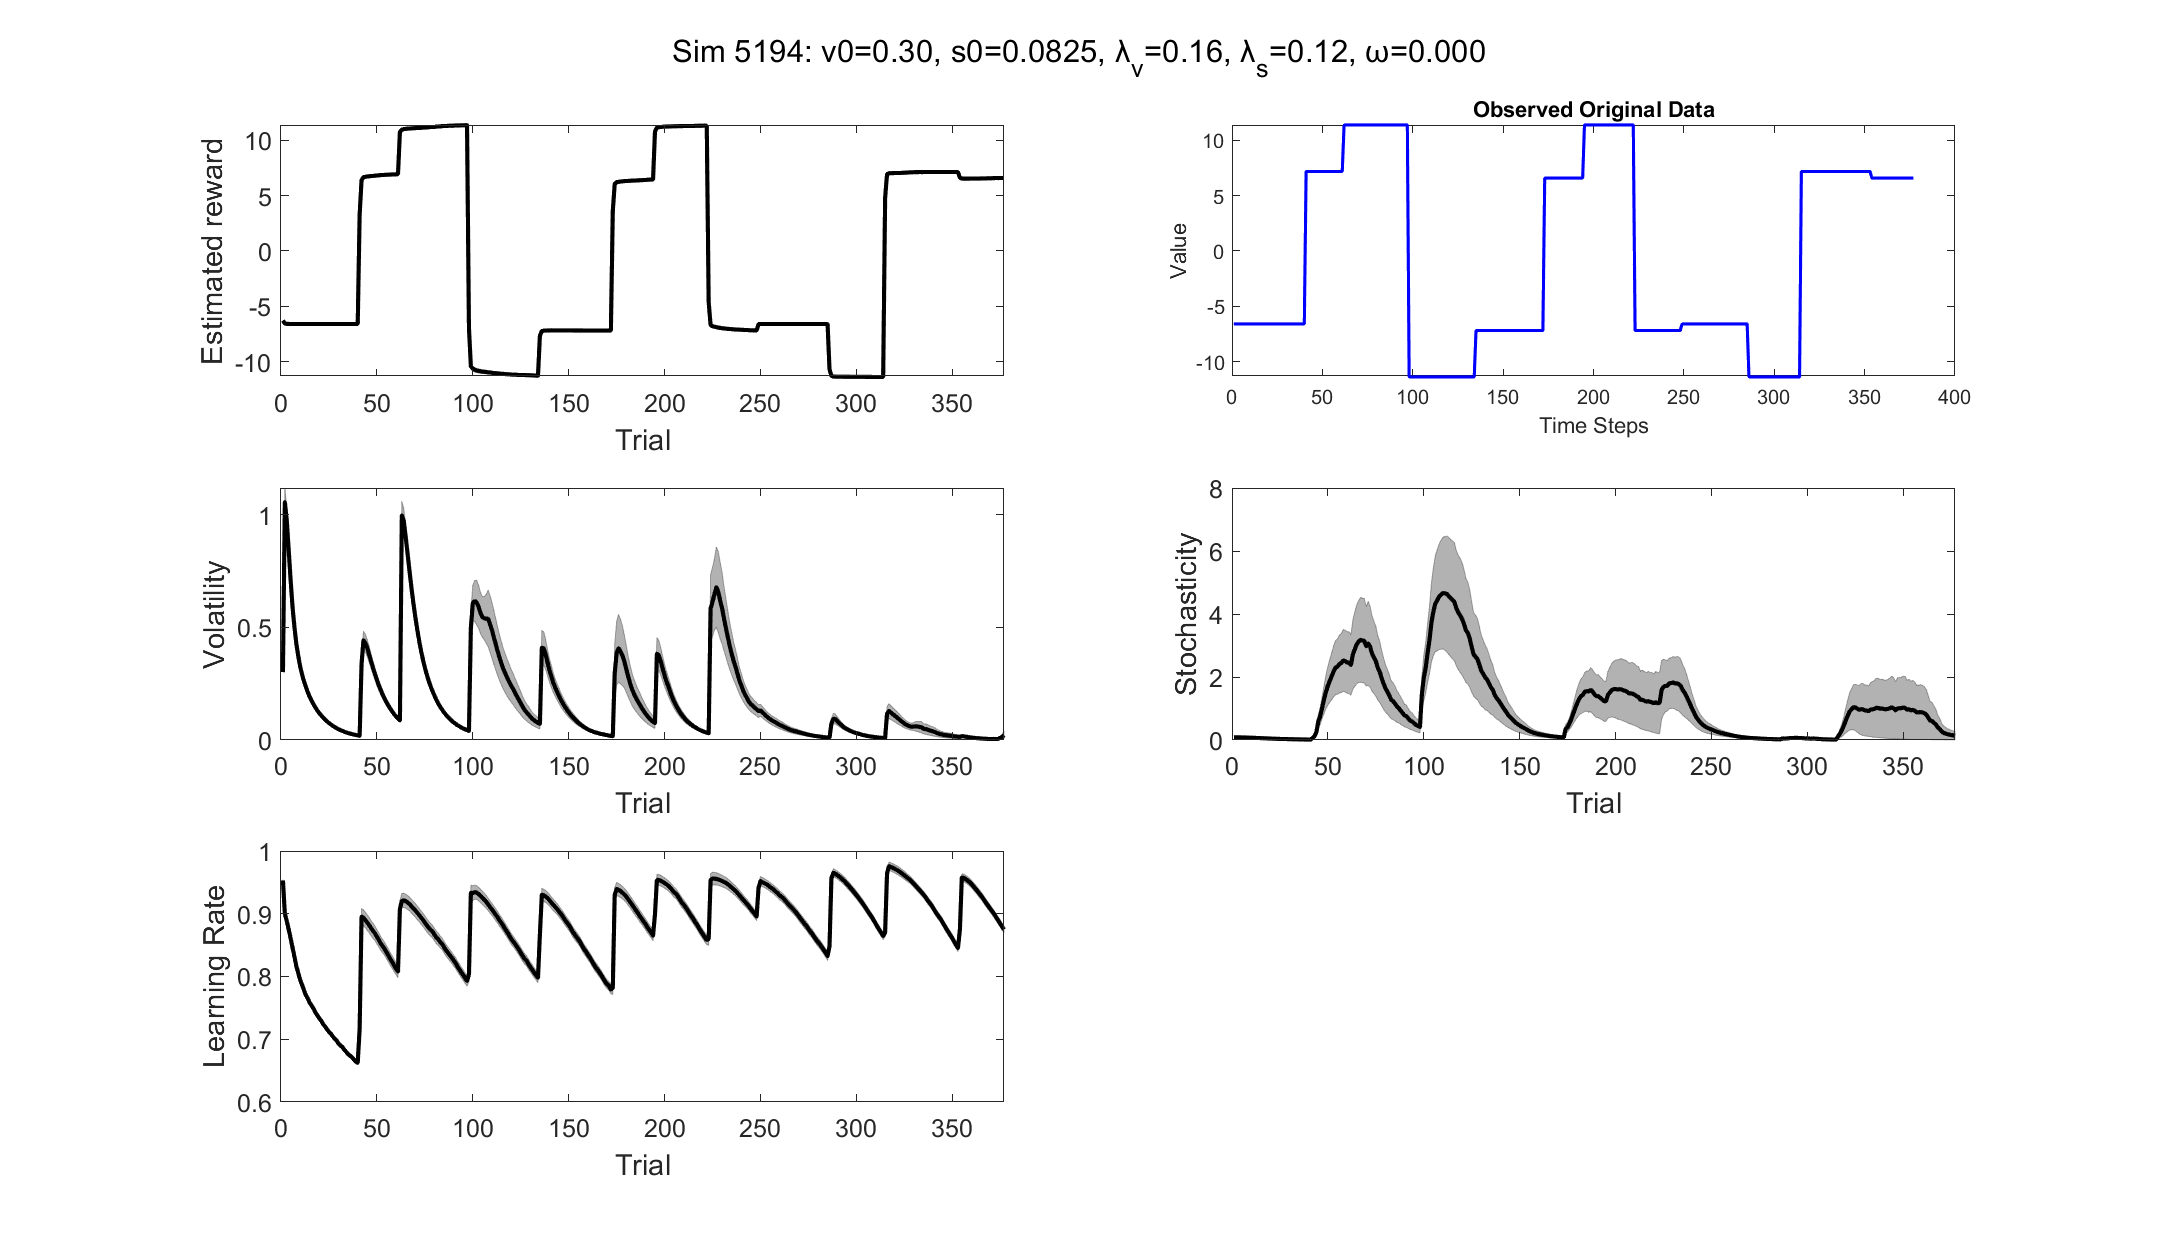 Sim 5194: v0=0.30, s0=0.0825, λv=0.16, λs=0.12, ω=0.000
Estimated reward
10
5
0
-5
-10
0 50 100 150 200 250 300 350
Trial
Observed Original Data
Value
10
5
0
-5
-10
0 50 100 150 200 250 300 350 400
Time Steps
Volatility
1
0.5
0
0 50 100 150 200 250 300 350
Trial
Stochasticity
8
6
4
2
0
0 50 100 150 200 250 300 350
Trial
Learning Rate
1
0.9
0.8
0.7
0.6
0 50 100 150 200 250 300 350
Trial